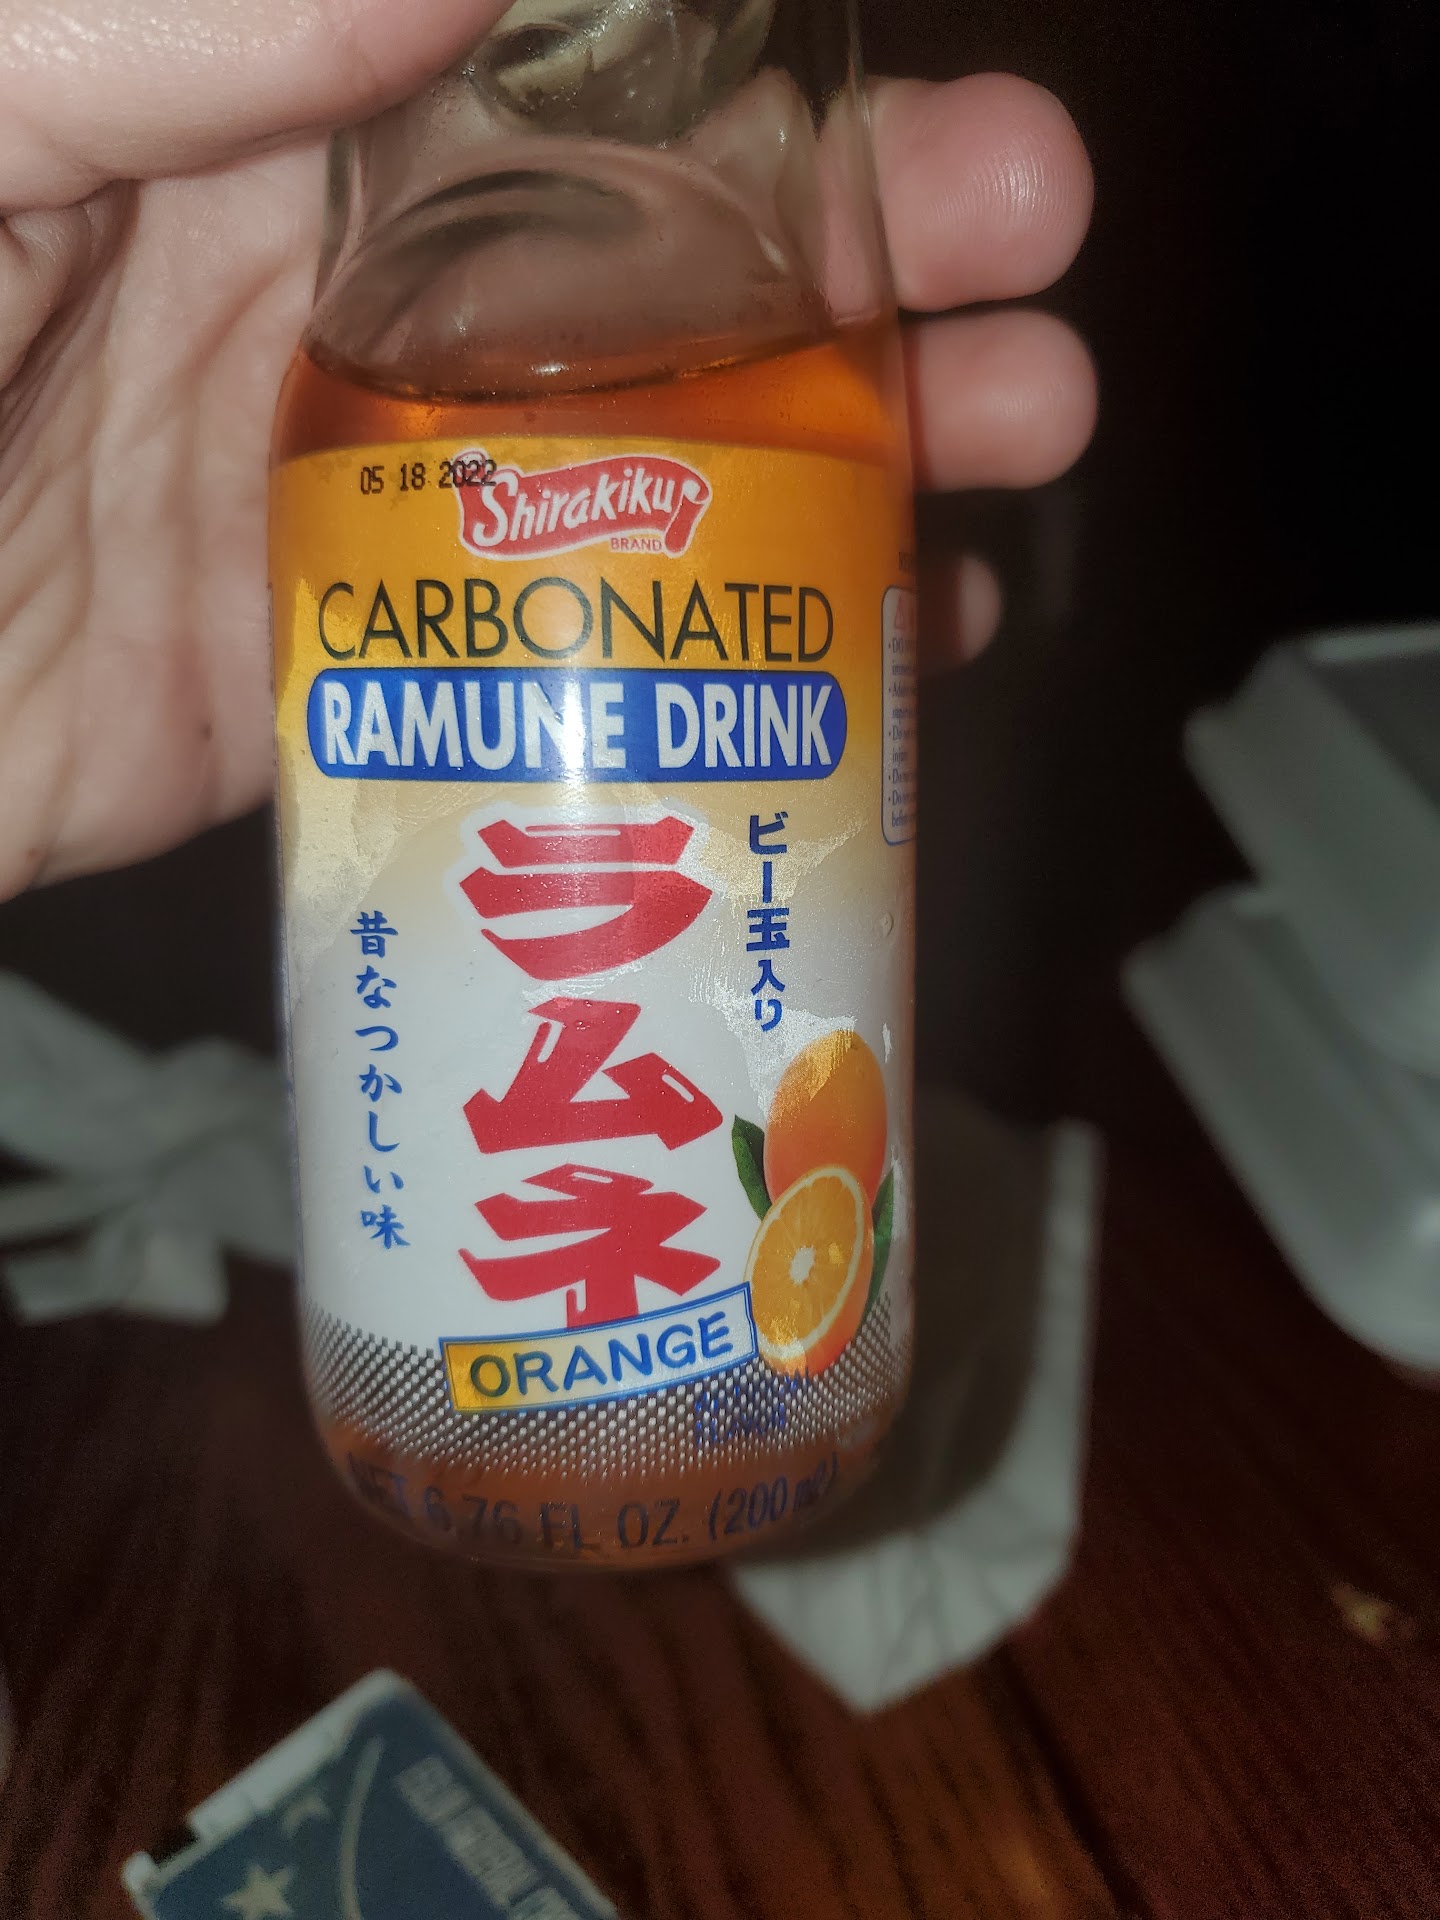 05 18 2022
Shirakiku
BRAND
CARBONATED
RAMUNE DRINK
ビー玉入り
ラムネ
昔なつかしい味
ORANGE
NET 6.76 FL OZ. (200 ml)